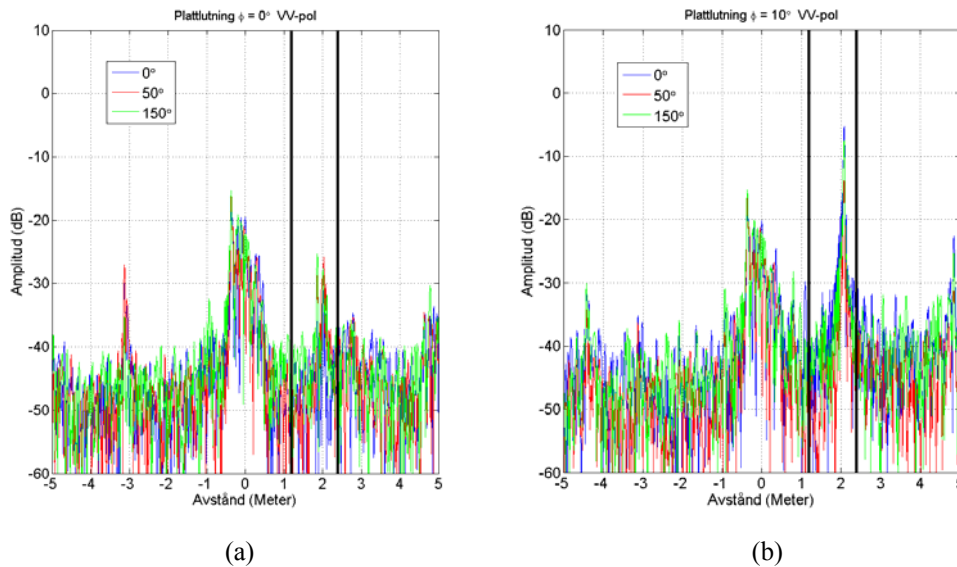 Plattlutning ϕ = 0° VV-pol
Amplitud (dB)
10
0
-10
-20
-30
-40
-50
-60
0°
50°
150°
-5 -4 -3 -2 -1 0 1 2 3 4 5
Avstånd (Meter)
(a)
Plattlutning ϕ = 10° VV-pol
Amplitud (dB)
10
0
-10
-20
-30
-40
-50
-60
0°
50°
150°
-5 -4 -3 -2 -1 0 1 2 3 4 5
Avstånd (Meter)
(b)